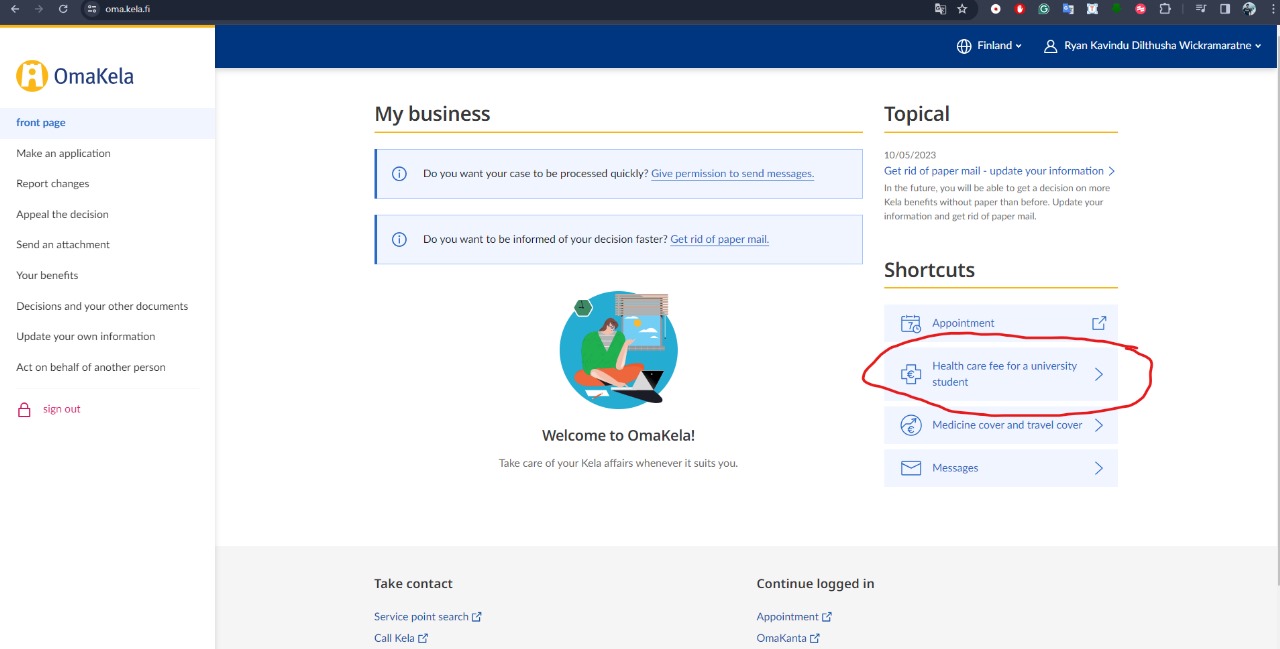 oma.kela.fi
Finland
Ryan Kavindu Dilthusha Wickramaratne
OmaKela
front page
Make an application
Report changes
Appeal the decision
Send an attachment
Your benefits
Decisions and your other documents
Update your own information
Act on behalf of another person
sign out
My business
Do you want your case to be processed quickly? Give permission to send messages.
Do you want to be informed of your decision faster? Get rid of paper mail.
Welcome to OmaKela!
Take care of your Kela affairs whenever it suits you.
Topical
10/05/2023
Get rid of paper mail - update your information
In the future, you will be able to get a decision on more
Kela benefits without paper than before. Update your
information and get rid of paper mail.
Shortcuts
7
Appointment
Health care fee for a university
student
Medicine cover and travel cover
Messages
Take contact
Service point search
Call Kela
Continue logged in
Appointment
OmaKanta